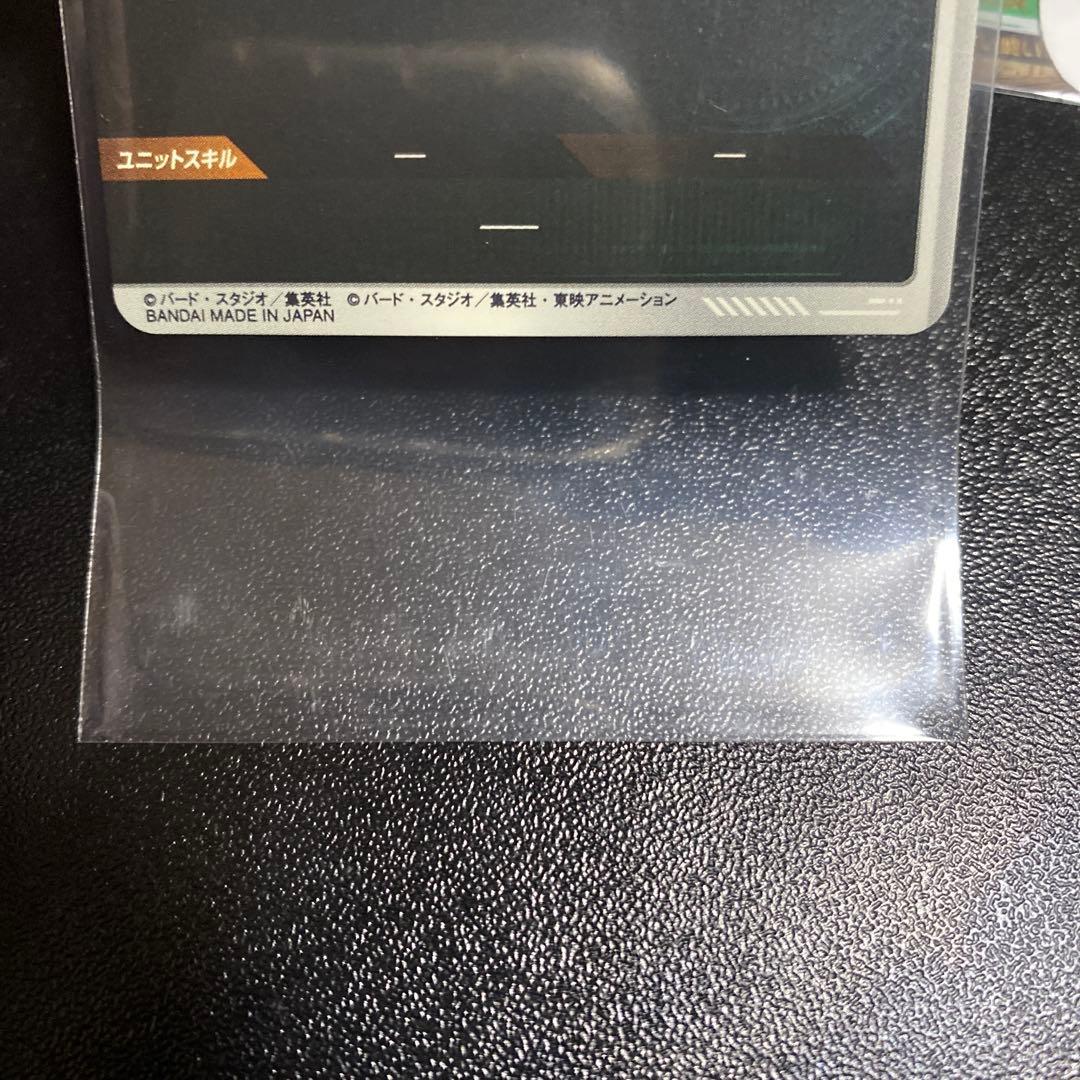 ユニットスキル — —
—
©バード・スタジオ／集英社 ©バード・スタジオ／集英社・東映アニメーション
BANDAI MADE IN JAPAN